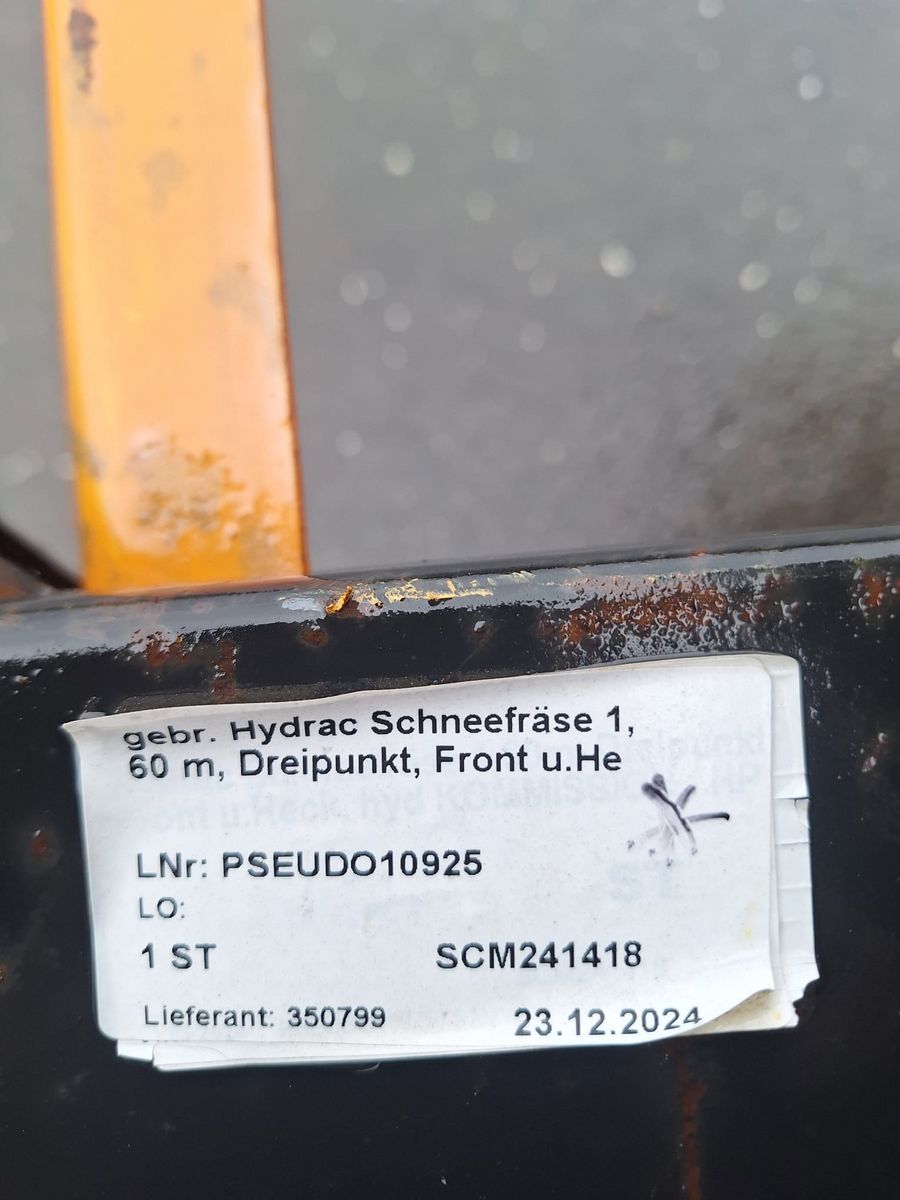 gebr. Hydrac Schneefräse 1,
60 m, Dreipunkt, Front u.He
LNr: PSEUDO10925
LO:
1 ST SCM241418
Lieferant: 350799 23.12.2024